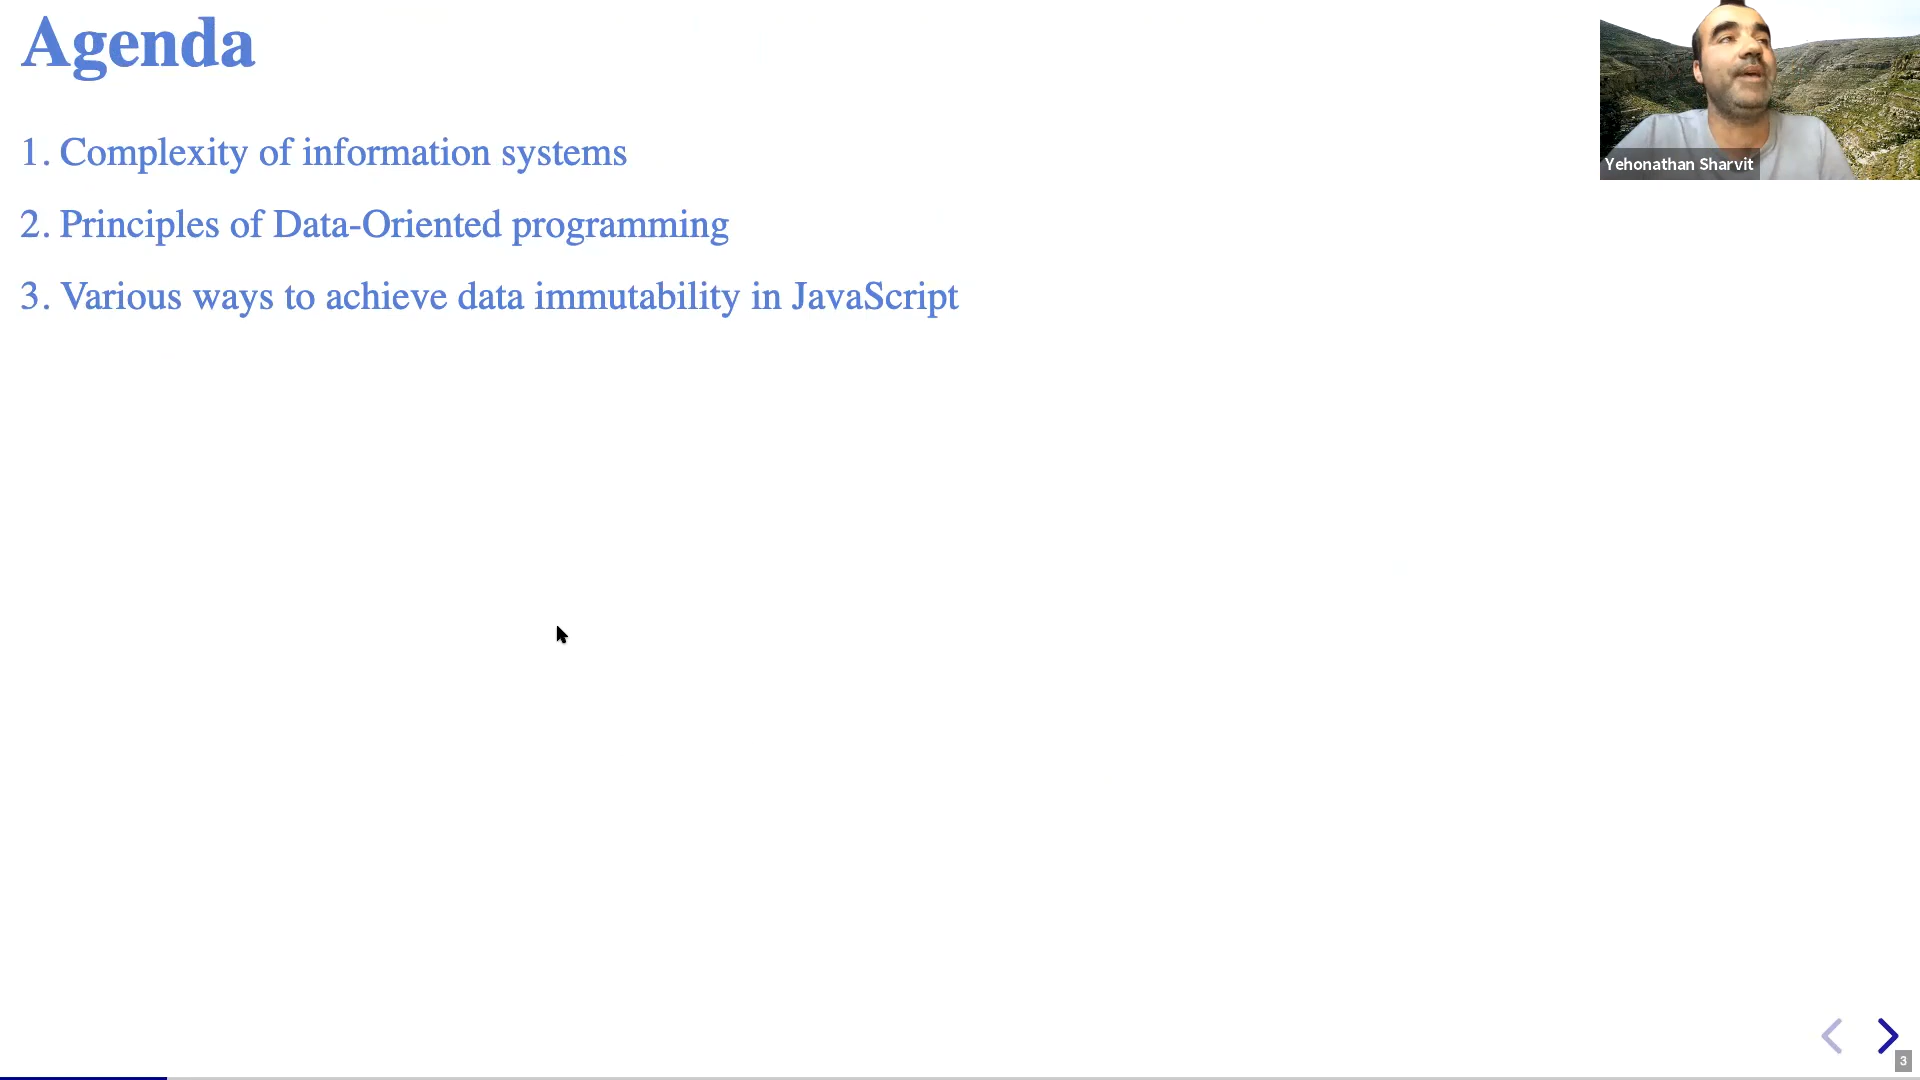 Agenda
1. Complexity of information systems
2. Principles of Data-Oriented programming
3. Various ways to achieve data immutability in JavaScript
Yehonathan Sharvit
3